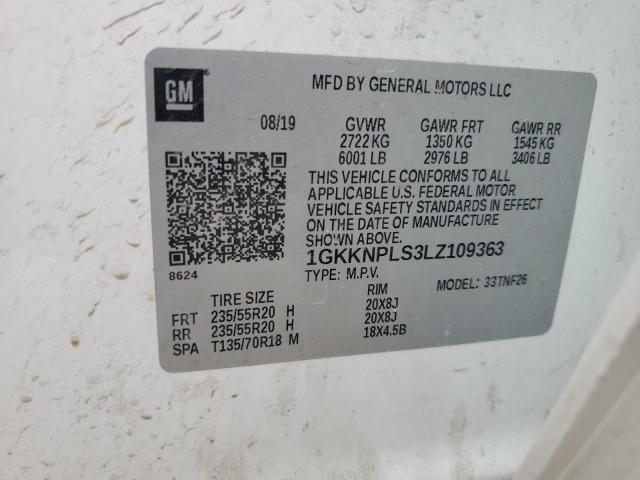 GM
MFD BY GENERAL MOTORS LLC
08/19 GVWR GAWR FRT GAWR RR
2722 KG 1350 KG 1545 KG
6001 LB 2976 LB 3406 LB
THIS VEHICLE CONFORMS TO ALL
APPLICABLE U.S. FEDERAL MOTOR
VEHICLE SAFETY STANDARDS IN EFFECT
ON THE DATE OF MANUFACTURE
SHOWN ABOVE.
1GKKNPLS3LZ109363
8624
TYPE: M.P.V. MODEL: 33TNF26
TIRE SIZE RIM
FRT 235/55R20 H 20X8J
RR 235/55R20 H 20X8J
SPA T135/70R18 M 18X4.5B